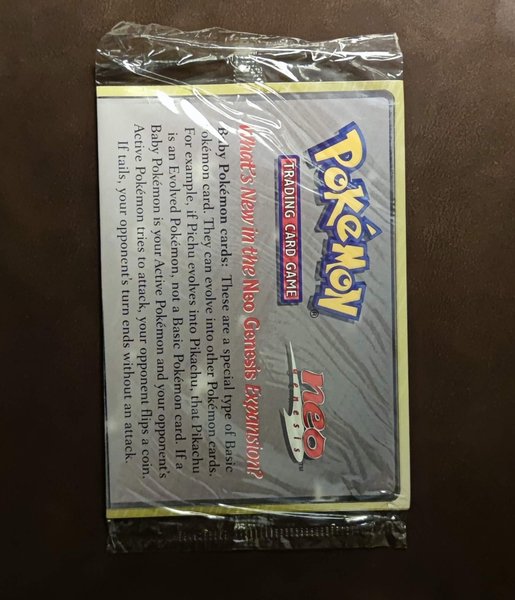 POKéMON®
TRADING CARD GAME
neo™
Genesis
What's New in the Neo Genesis Expansion?
Baby Pokémon cards: These are a special type of Basic
Pokémon card. They can evolve into other Pokémon cards.
For example, if Pichu evolves into Pikachu, that Pikachu
is an Evolved Pokémon, not a Basic Pokémon card. If a
Baby Pokémon is your Active Pokémon and your opponent's
Active Pokémon tries to attack, your opponent flips a coin.
If tails, your opponent's turn ends without an attack.